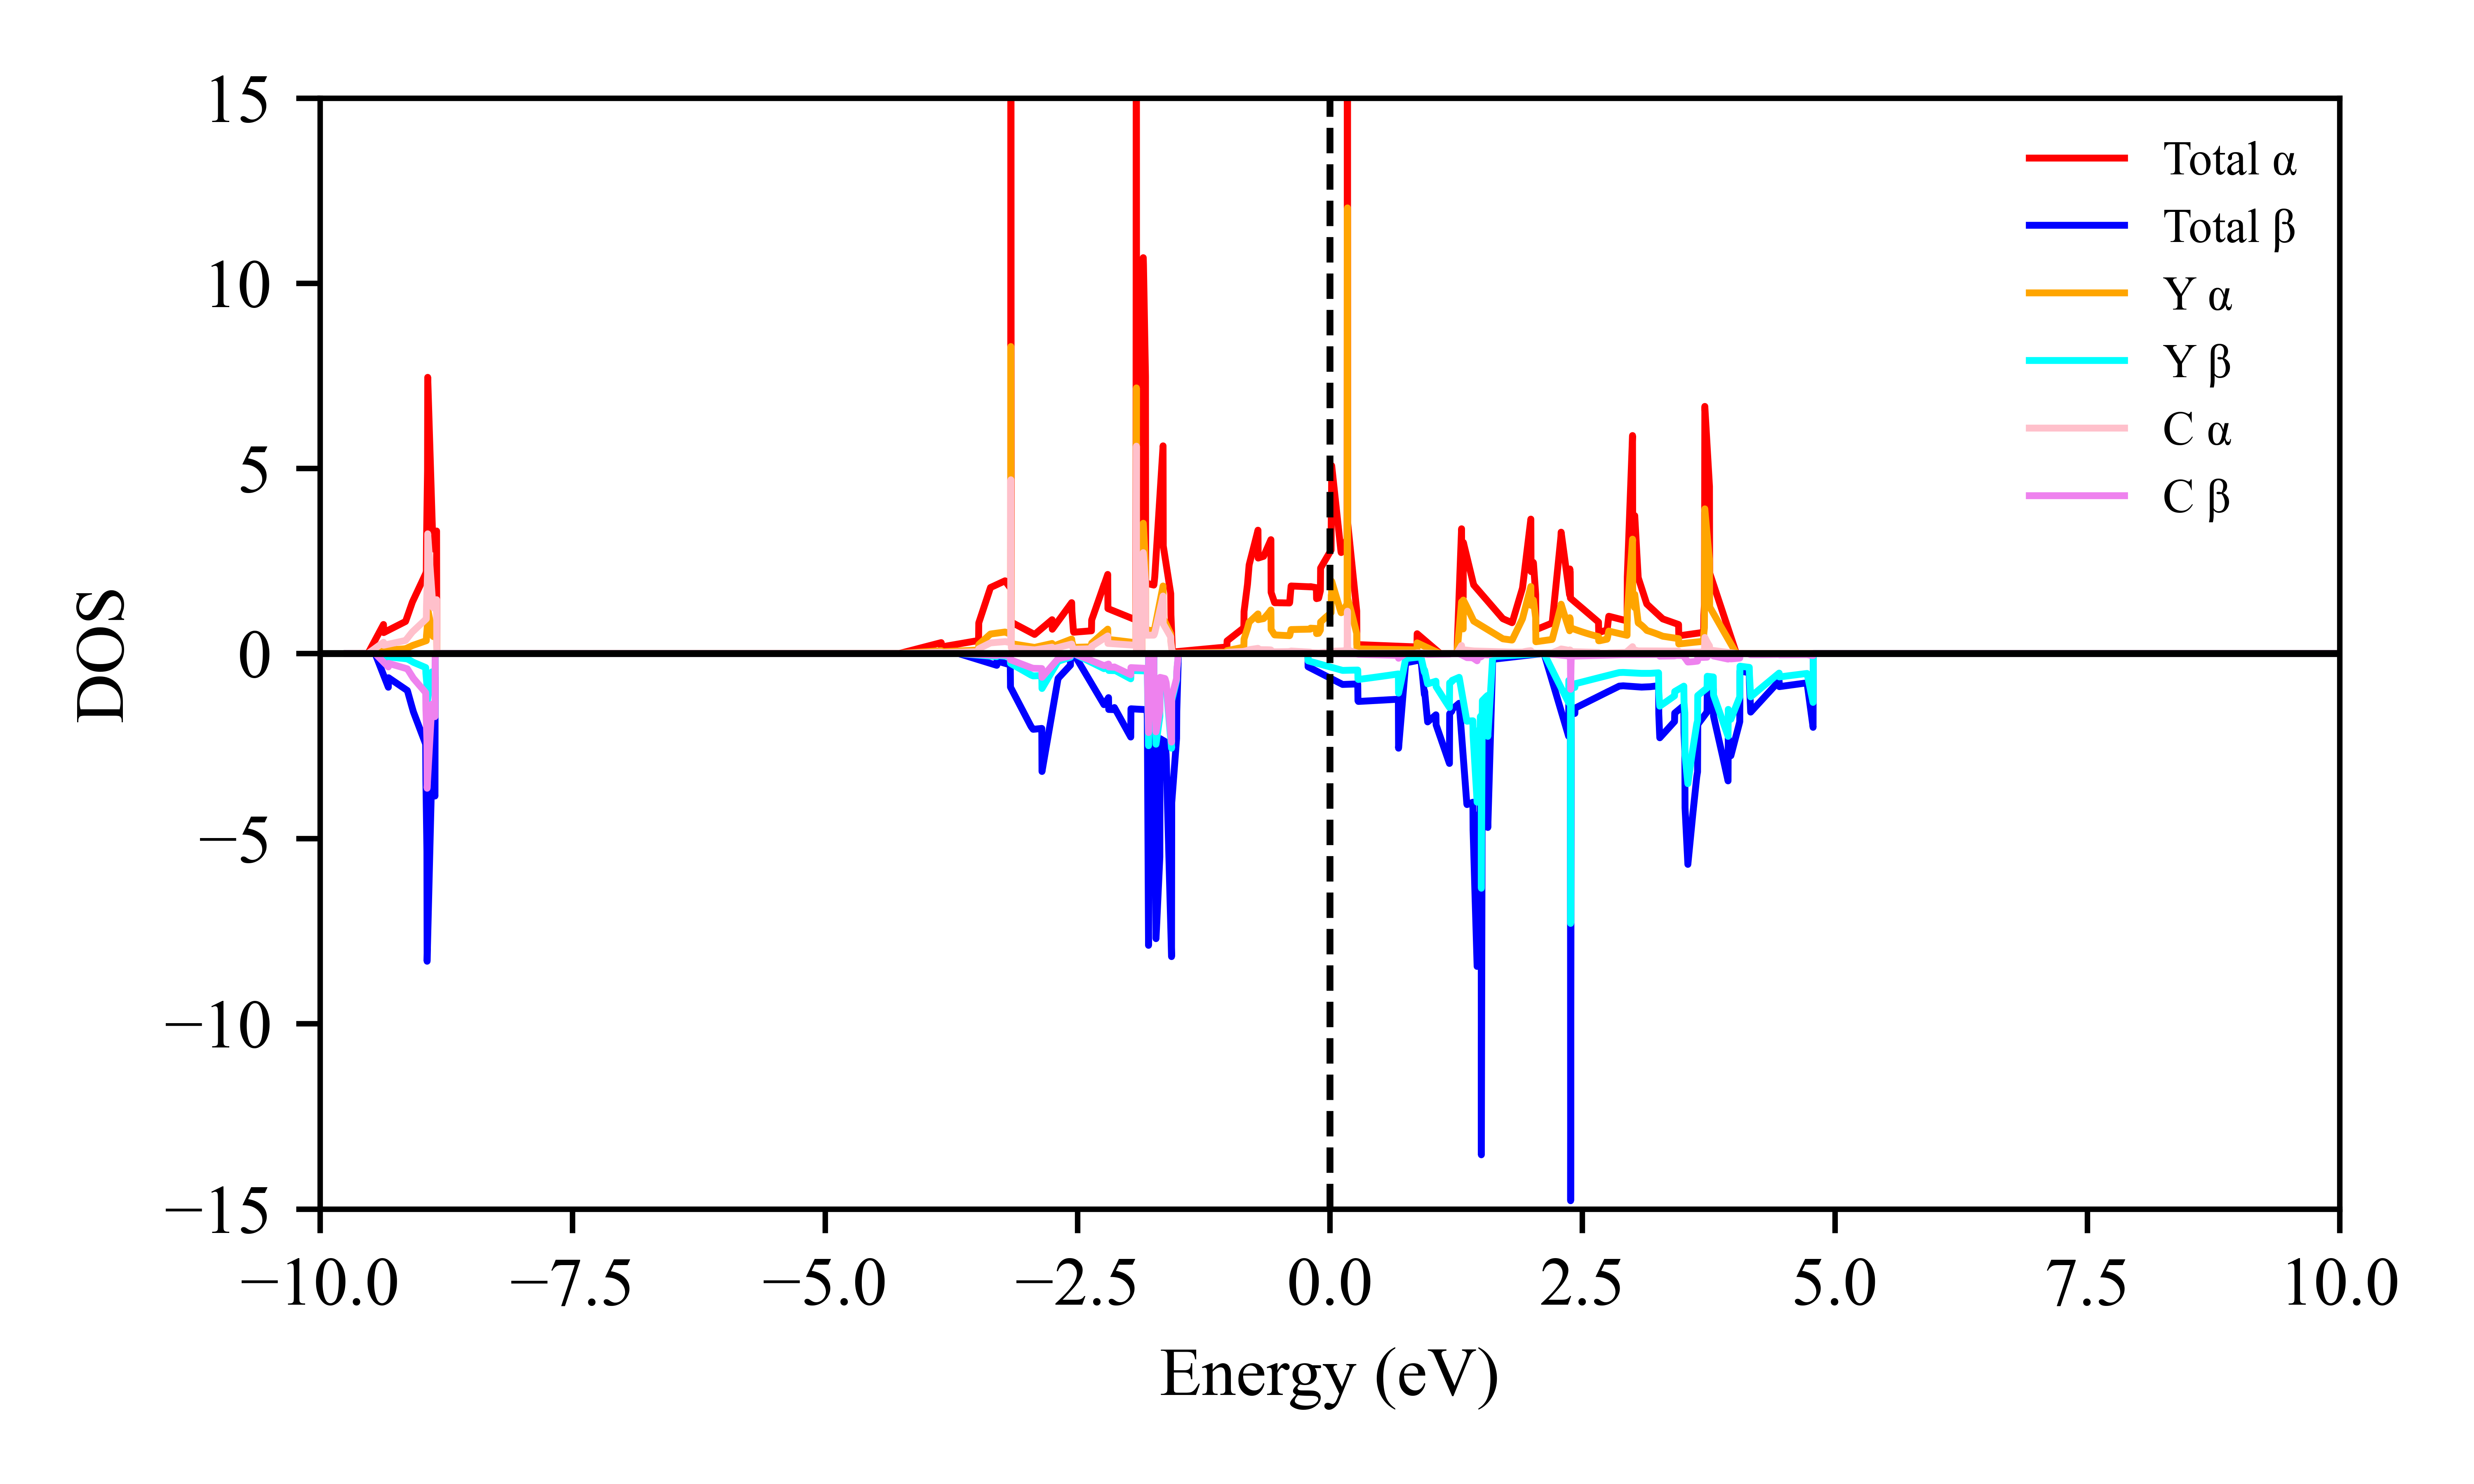 DOS
15
10
5
0
−5
−10
−15
−10.0 −7.5 −5.0 −2.5 0.0 2.5 5.0 7.5 10.0
Energy (eV)
Total α
Total β
Y α
Y β
C α
C β